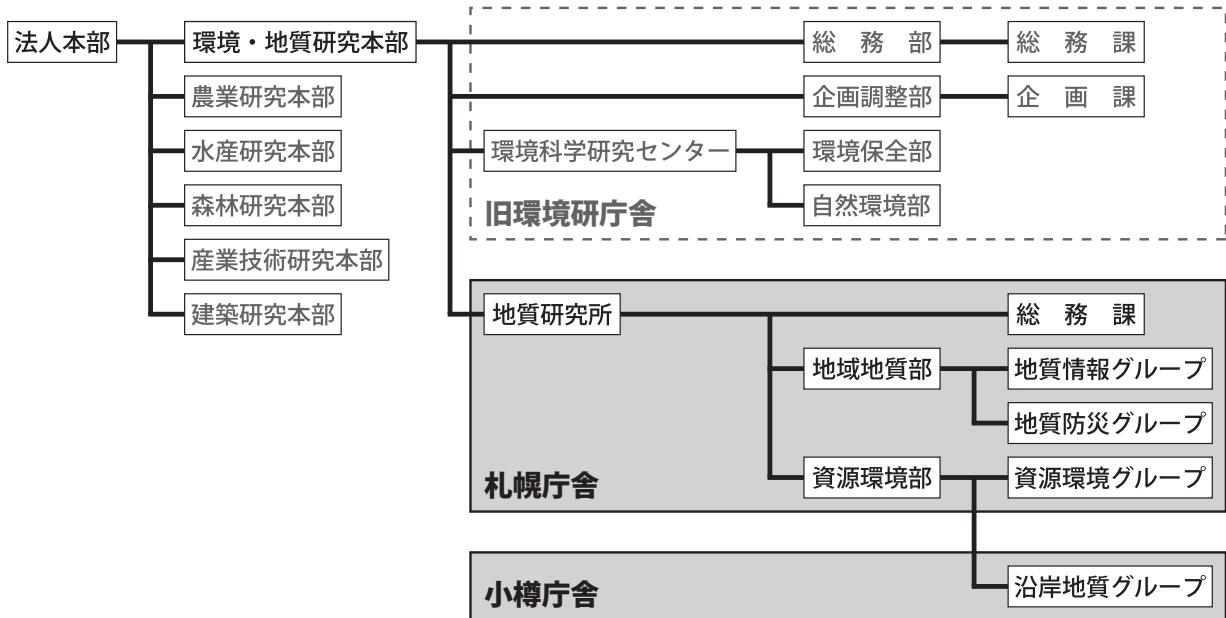 法人本部
環境・地質研究本部
総務部
総務課
農業研究本部
企画調整部
企画課
水産研究本部
環境科学研究センター
環境保全部
森林研究本部
旧環境研庁舎
自然環境部
産業技術研究本部
建築研究本部
地質研究所
総務課
地域地質部
地質情報グループ
地質防災グループ
札幌庁舎
資源環境部
資源環境グループ
小樽庁舎
沿岸地質グループ